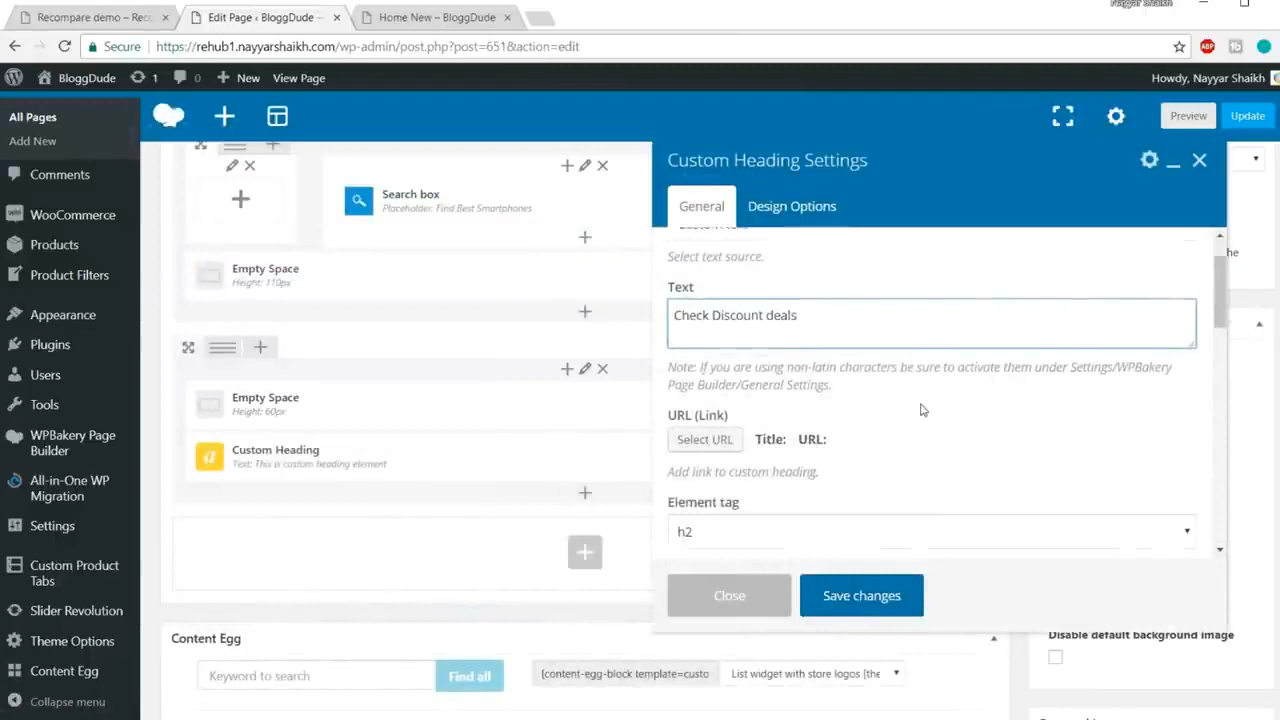 Nayyar Shaikh
Recompare demo – Rec
Edit Page ‹ BloggDude –
Home New – BloggDude
Secure
https://rehub1.nayyarshaikh.com/wp-admin/post.php?post=651&action=edit
ABP
BloggDude
1
0
New
View Page
Howdy, Nayyar Shaikh
All Pages
Add New
Comments
WooCommerce
Products
Product Filters
Appearance
Plugins
Users
Tools
WPBakery Page
Builder
All-in-One WP
Migration
Settings
Custom Product
Tabs
Slider Revolution
Theme Options
Content Egg
Collapse menu
Preview
Update
Search box
Placeholder: Find Best Smartphones
Empty Space
Height: 110px
Empty Space
Height: 60px
Custom Heading
Text: This is custom heading element
Custom Heading Settings
General
Design Options
Select text source.
Text
Check Discount deals
Note: If you are using non-latin characters be sure to activate them under Settings/WPBakery
Page Builder/General Settings.
URL (Link)
Select URL
Title: URL:
Add link to custom heading.
Element tag
h2
Close
Save changes
he
Content Egg
Keyword to search
Find all
[content-egg-block template=custo
List widget with store logos [the
Disable default background image